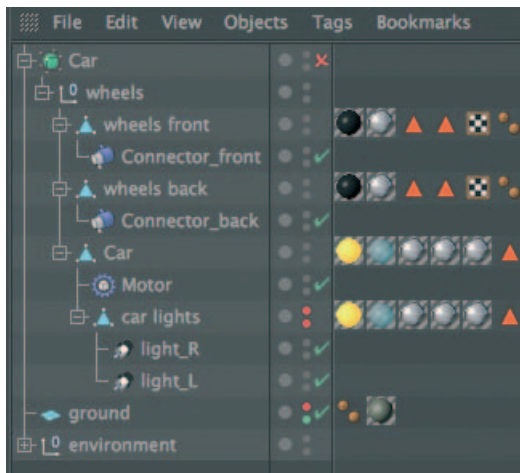 File Edit View Objects Tags Bookmarks
Car
wheels
wheels front
Connector_front
wheels back
Connector_back
Car
Motor
car lights
light_R
light_L
ground
environment